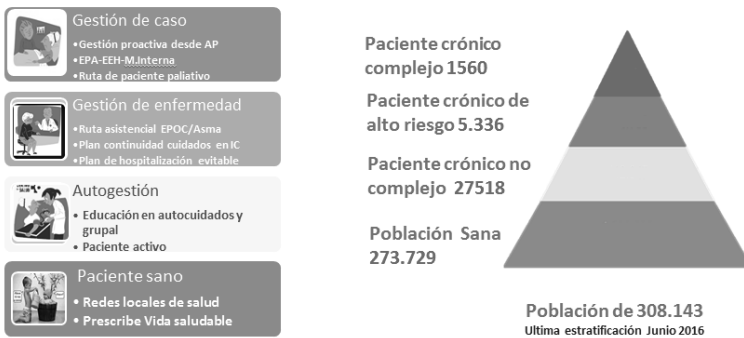 Gestión de caso
•Gestión proactiva desde AP
•EPA-EEH-M.Interna
•Ruta de paciente paliativo
Gestión de enfermedad
•Ruta asistencial EPOC/Asma
•Plan continuidad cuidados en IC
•Plan de hospitalización evitable
Autogestión
• Educación en autocuidados y
grupal
• Paciente activo
Paciente sano
• Redes locales de salud
• Prescribe Vida saludable
Paciente crónico
complejo 1560
Paciente crónico de
alto riesgo 5.336
Paciente crónico no
complejo 27518
Población Sana
273.729
Población de 308.143
Ultima estratificación Junio 2016